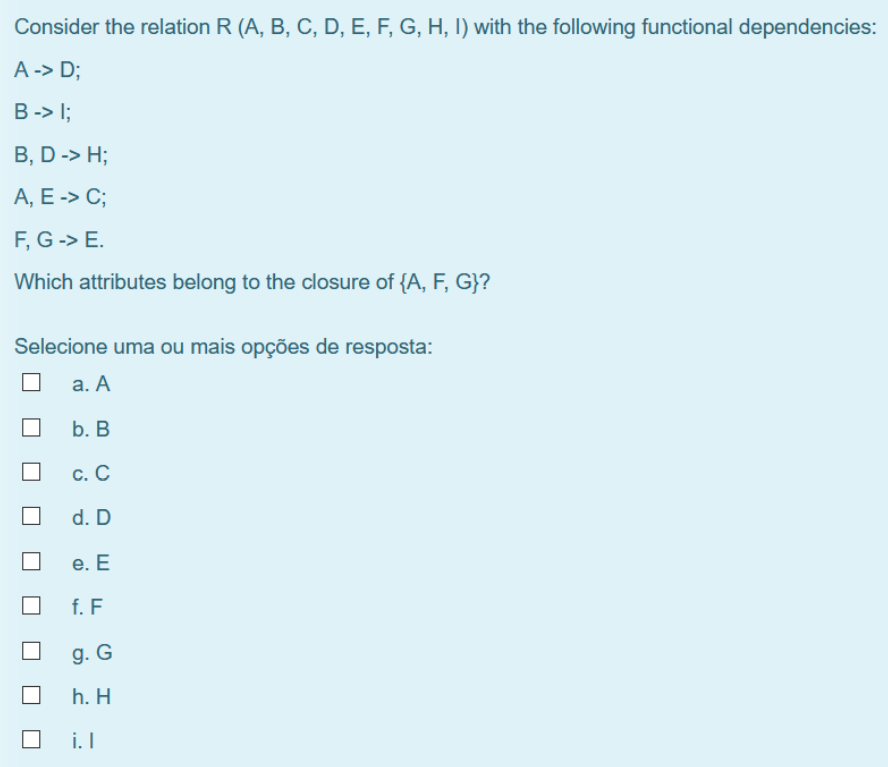 Consider the relation R (A, B, C, D, E, F, G, H, I) with the following functional dependencies:
A -> D;
B -> I;
B, D -> H;
A, E -> C;
F, G -> E.
Which attributes belong to the closure of {A, F, G}?
Selecione uma ou mais opções de resposta:
a. A
b. B
c. C
d. D
e. E
f. F
g. G
h. H
i. I